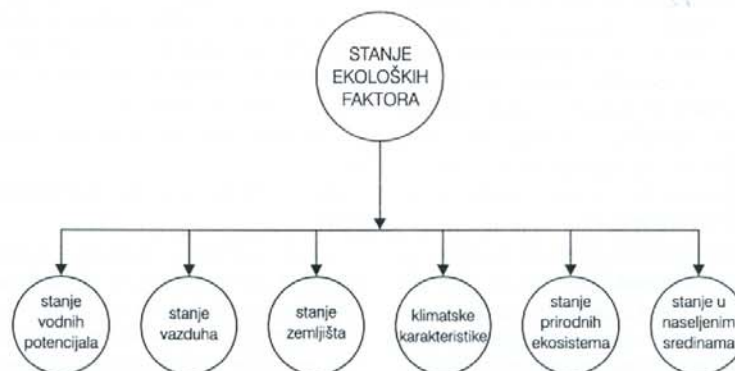 STANJE
EKOLOŠKIH
FAKTORA
stanje
vodnih
potencijala
stanje
vazduha
stanje
zemljišta
klimatske
karakteristike
stanje
prirodnih
ekosistema
stanje u
naseljenim
sredinama